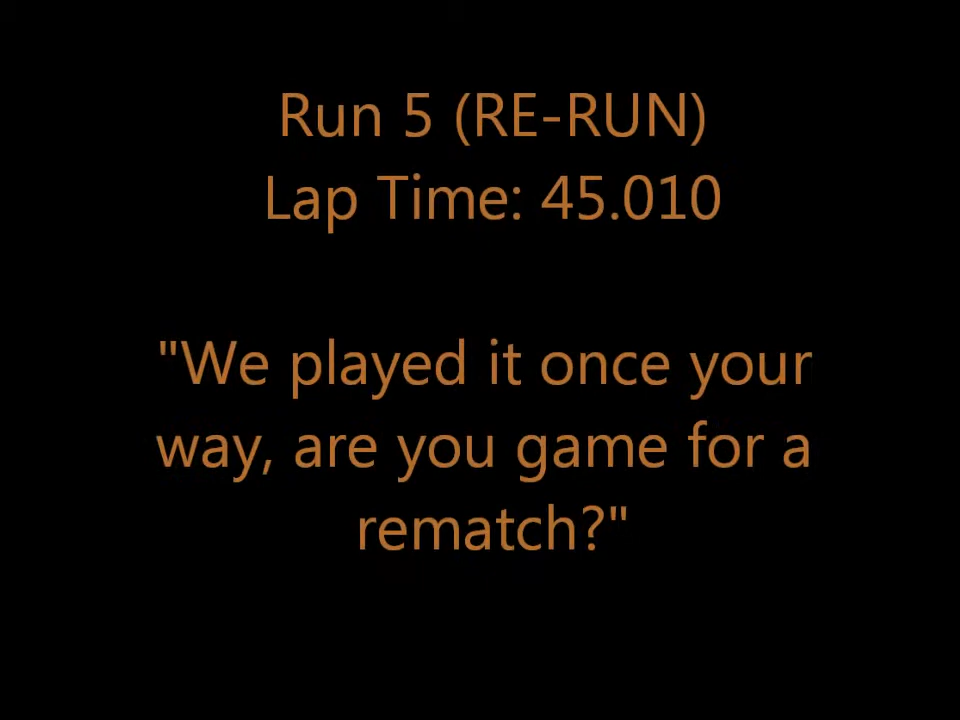 Run 5 (RE-RUN)
Lap Time: 45.010
"We played it once your
way, are you game for a
rematch?"